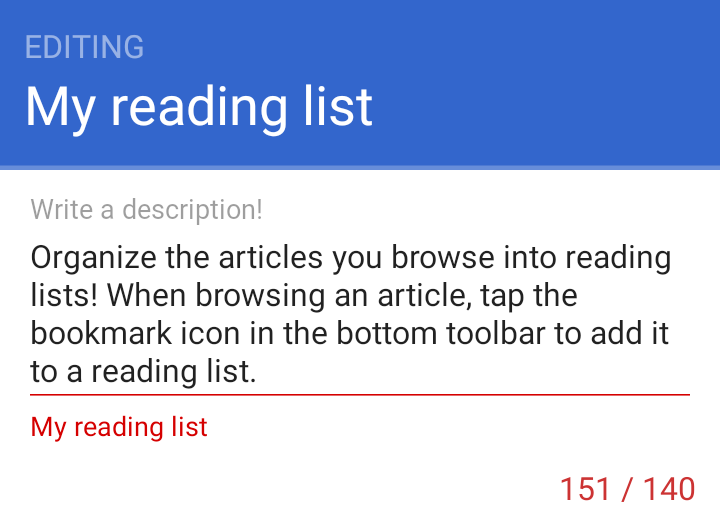 EDITING
My reading list
Write a description!
Organize the articles you browse into reading
lists! When browsing an article, tap the
bookmark icon in the bottom toolbar to add it
to a reading list.
My reading list
151 / 140